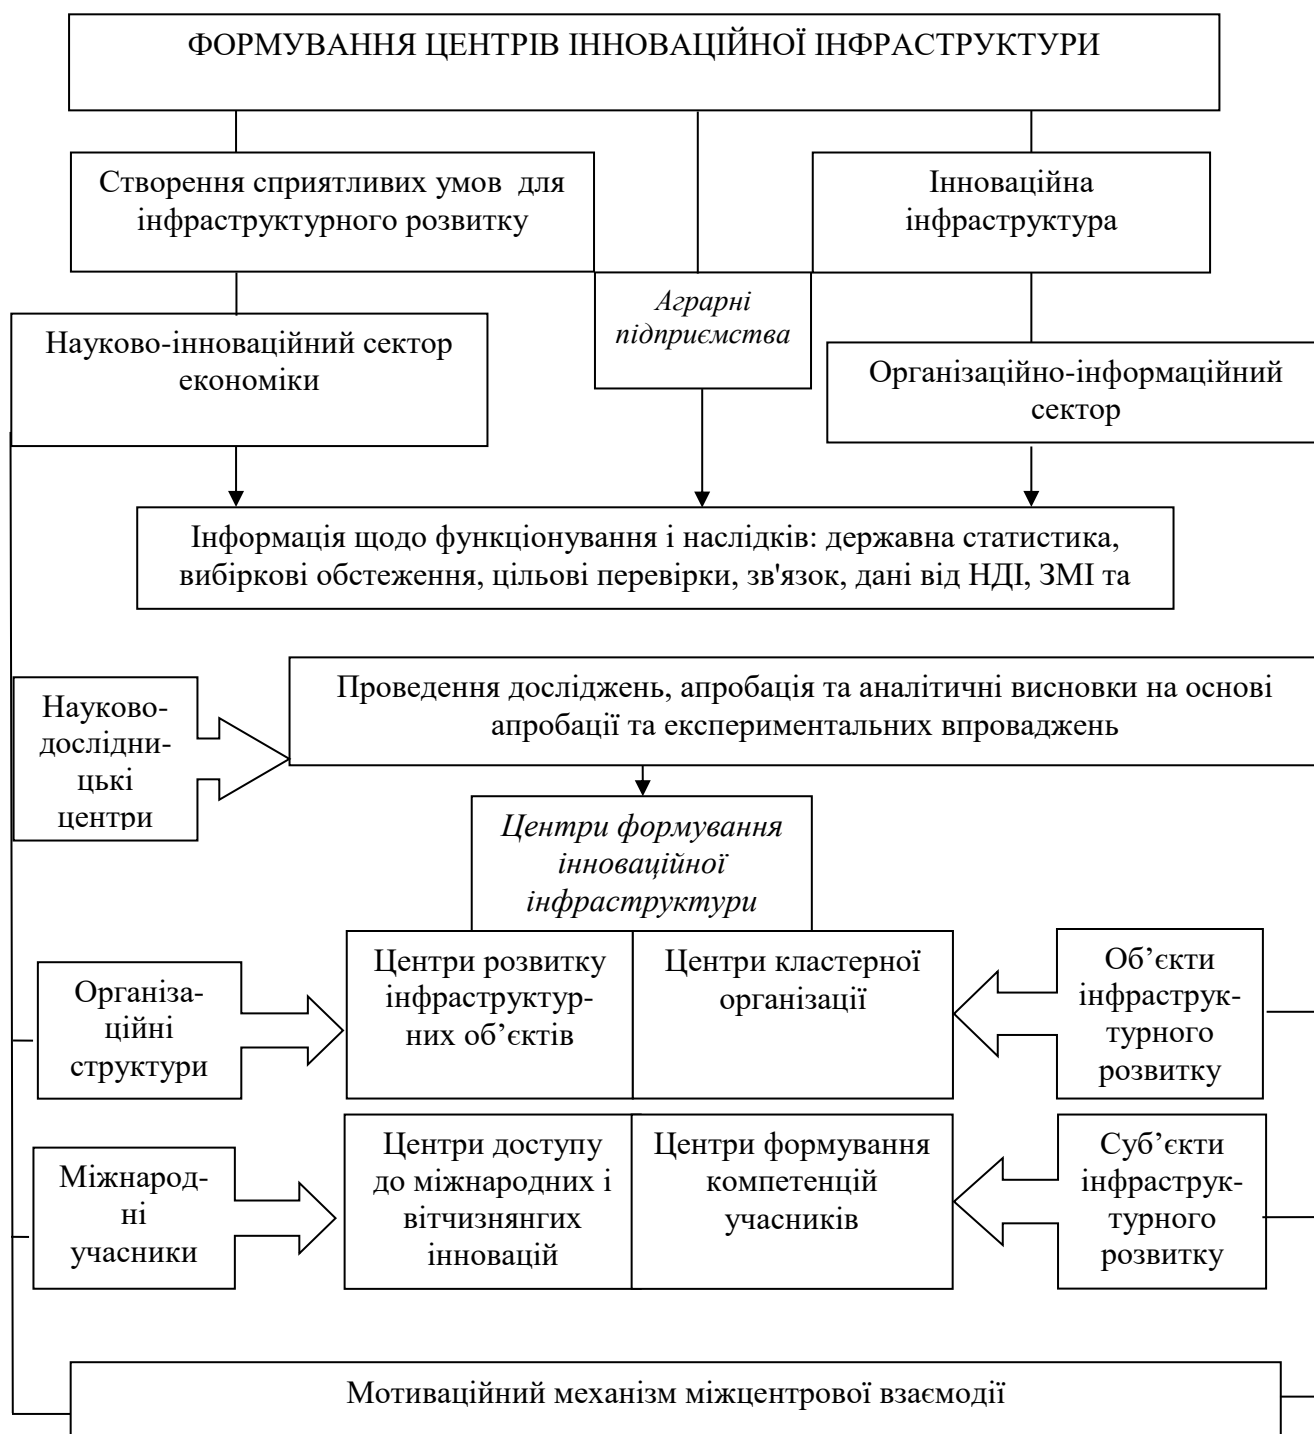 ФОРМУВАННЯ ЦЕНТРІВ ІННОВАЦІЙНОЇ ІНФРАСТРУКТУРИ
Створення сприятливих умов для
інфраструктурного розвитку
Інноваційна
інфраструктура
Аграрні
підприємства
Науково-інноваційний сектор
економіки
Організаційно-інформаційний
сектор
Інформація щодо функціонування і наслідків: державна статистика,
вибіркові обстеження, цільові перевірки, зв'язок, дані від НДІ, ЗМІ та
Науково-
дослідни-
цькі
центри
Проведення досліджень, апробація та аналітичні висновки на основі
апробації та експериментальних впроваджень
Центри формування
інноваційної
інфраструктури
Організа-
ційні
структури
Центри розвитку
інфраструктур-
них об’єктів
Центри кластерної
організації
Об’єкти
інфраструк-
турного
розвитку
Міжнарод-
ні
учасники
Центри доступу
до міжнародних і
вітчизнянгих
інновацій
Центри формування
компетенцій
учасників
Суб’єкти
інфраструк-
турного
розвитку
Мотиваційний механізм міжцентрової взаємодії